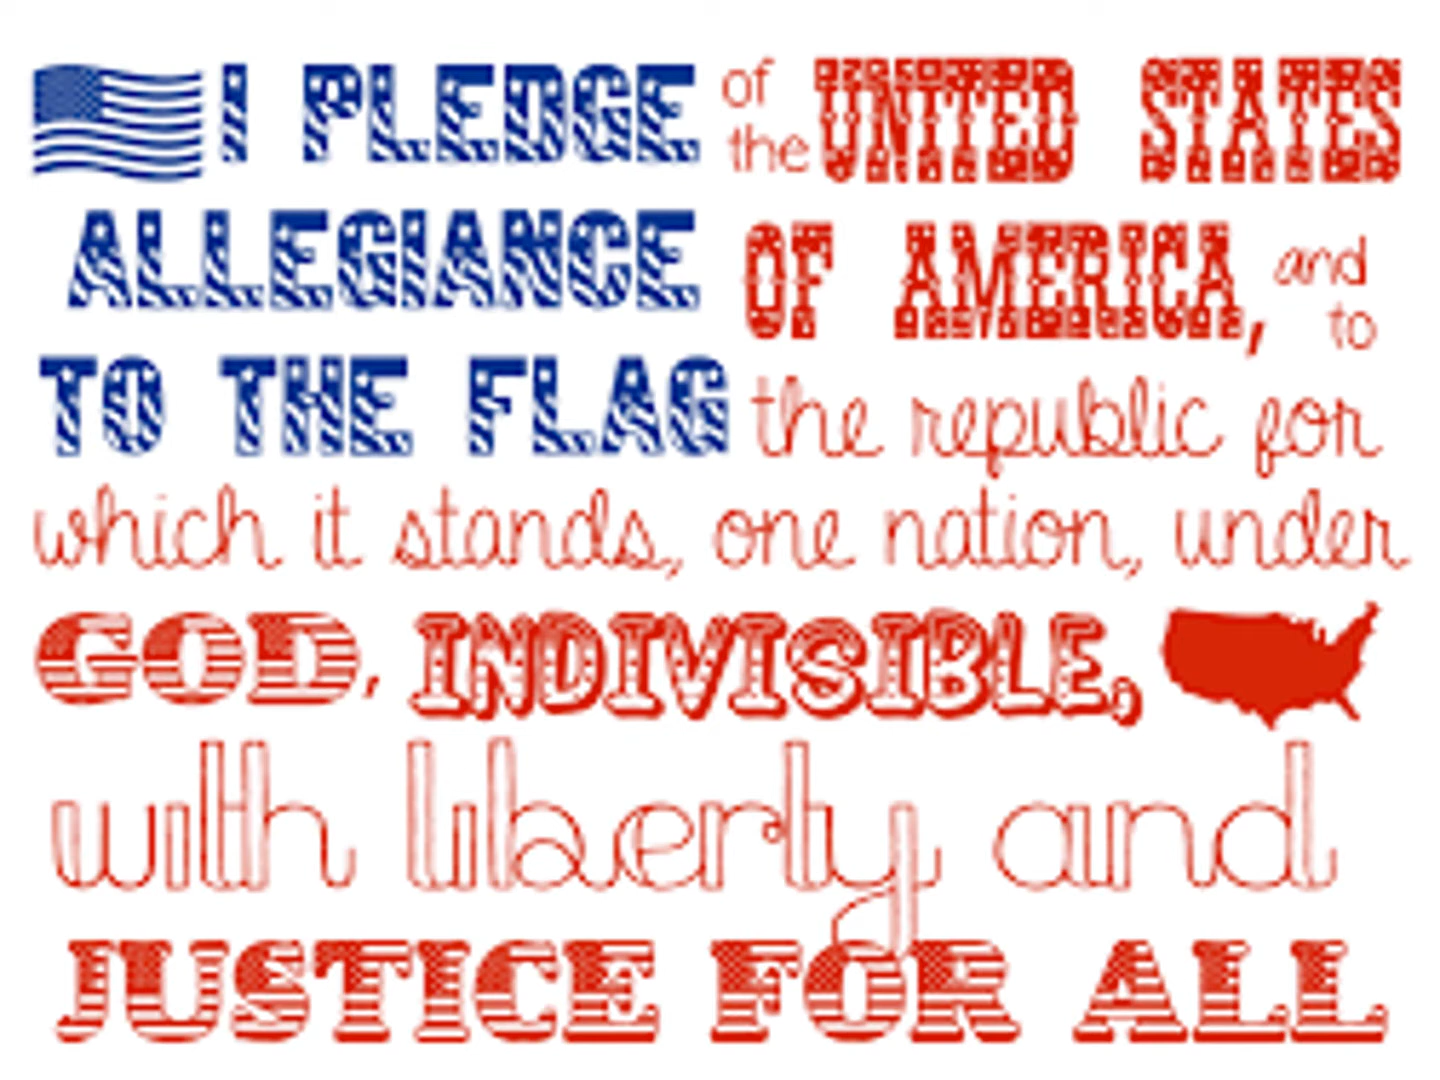 I PLEDGE
ALLEGIANCE
TO THE FLAG
of
the UNITED STATES
OF AMERICA, and
to
the republic for
which it stands, one nation, under
GOD, INDIVISIBLE,
with liberty and
JUSTICE FOR ALL